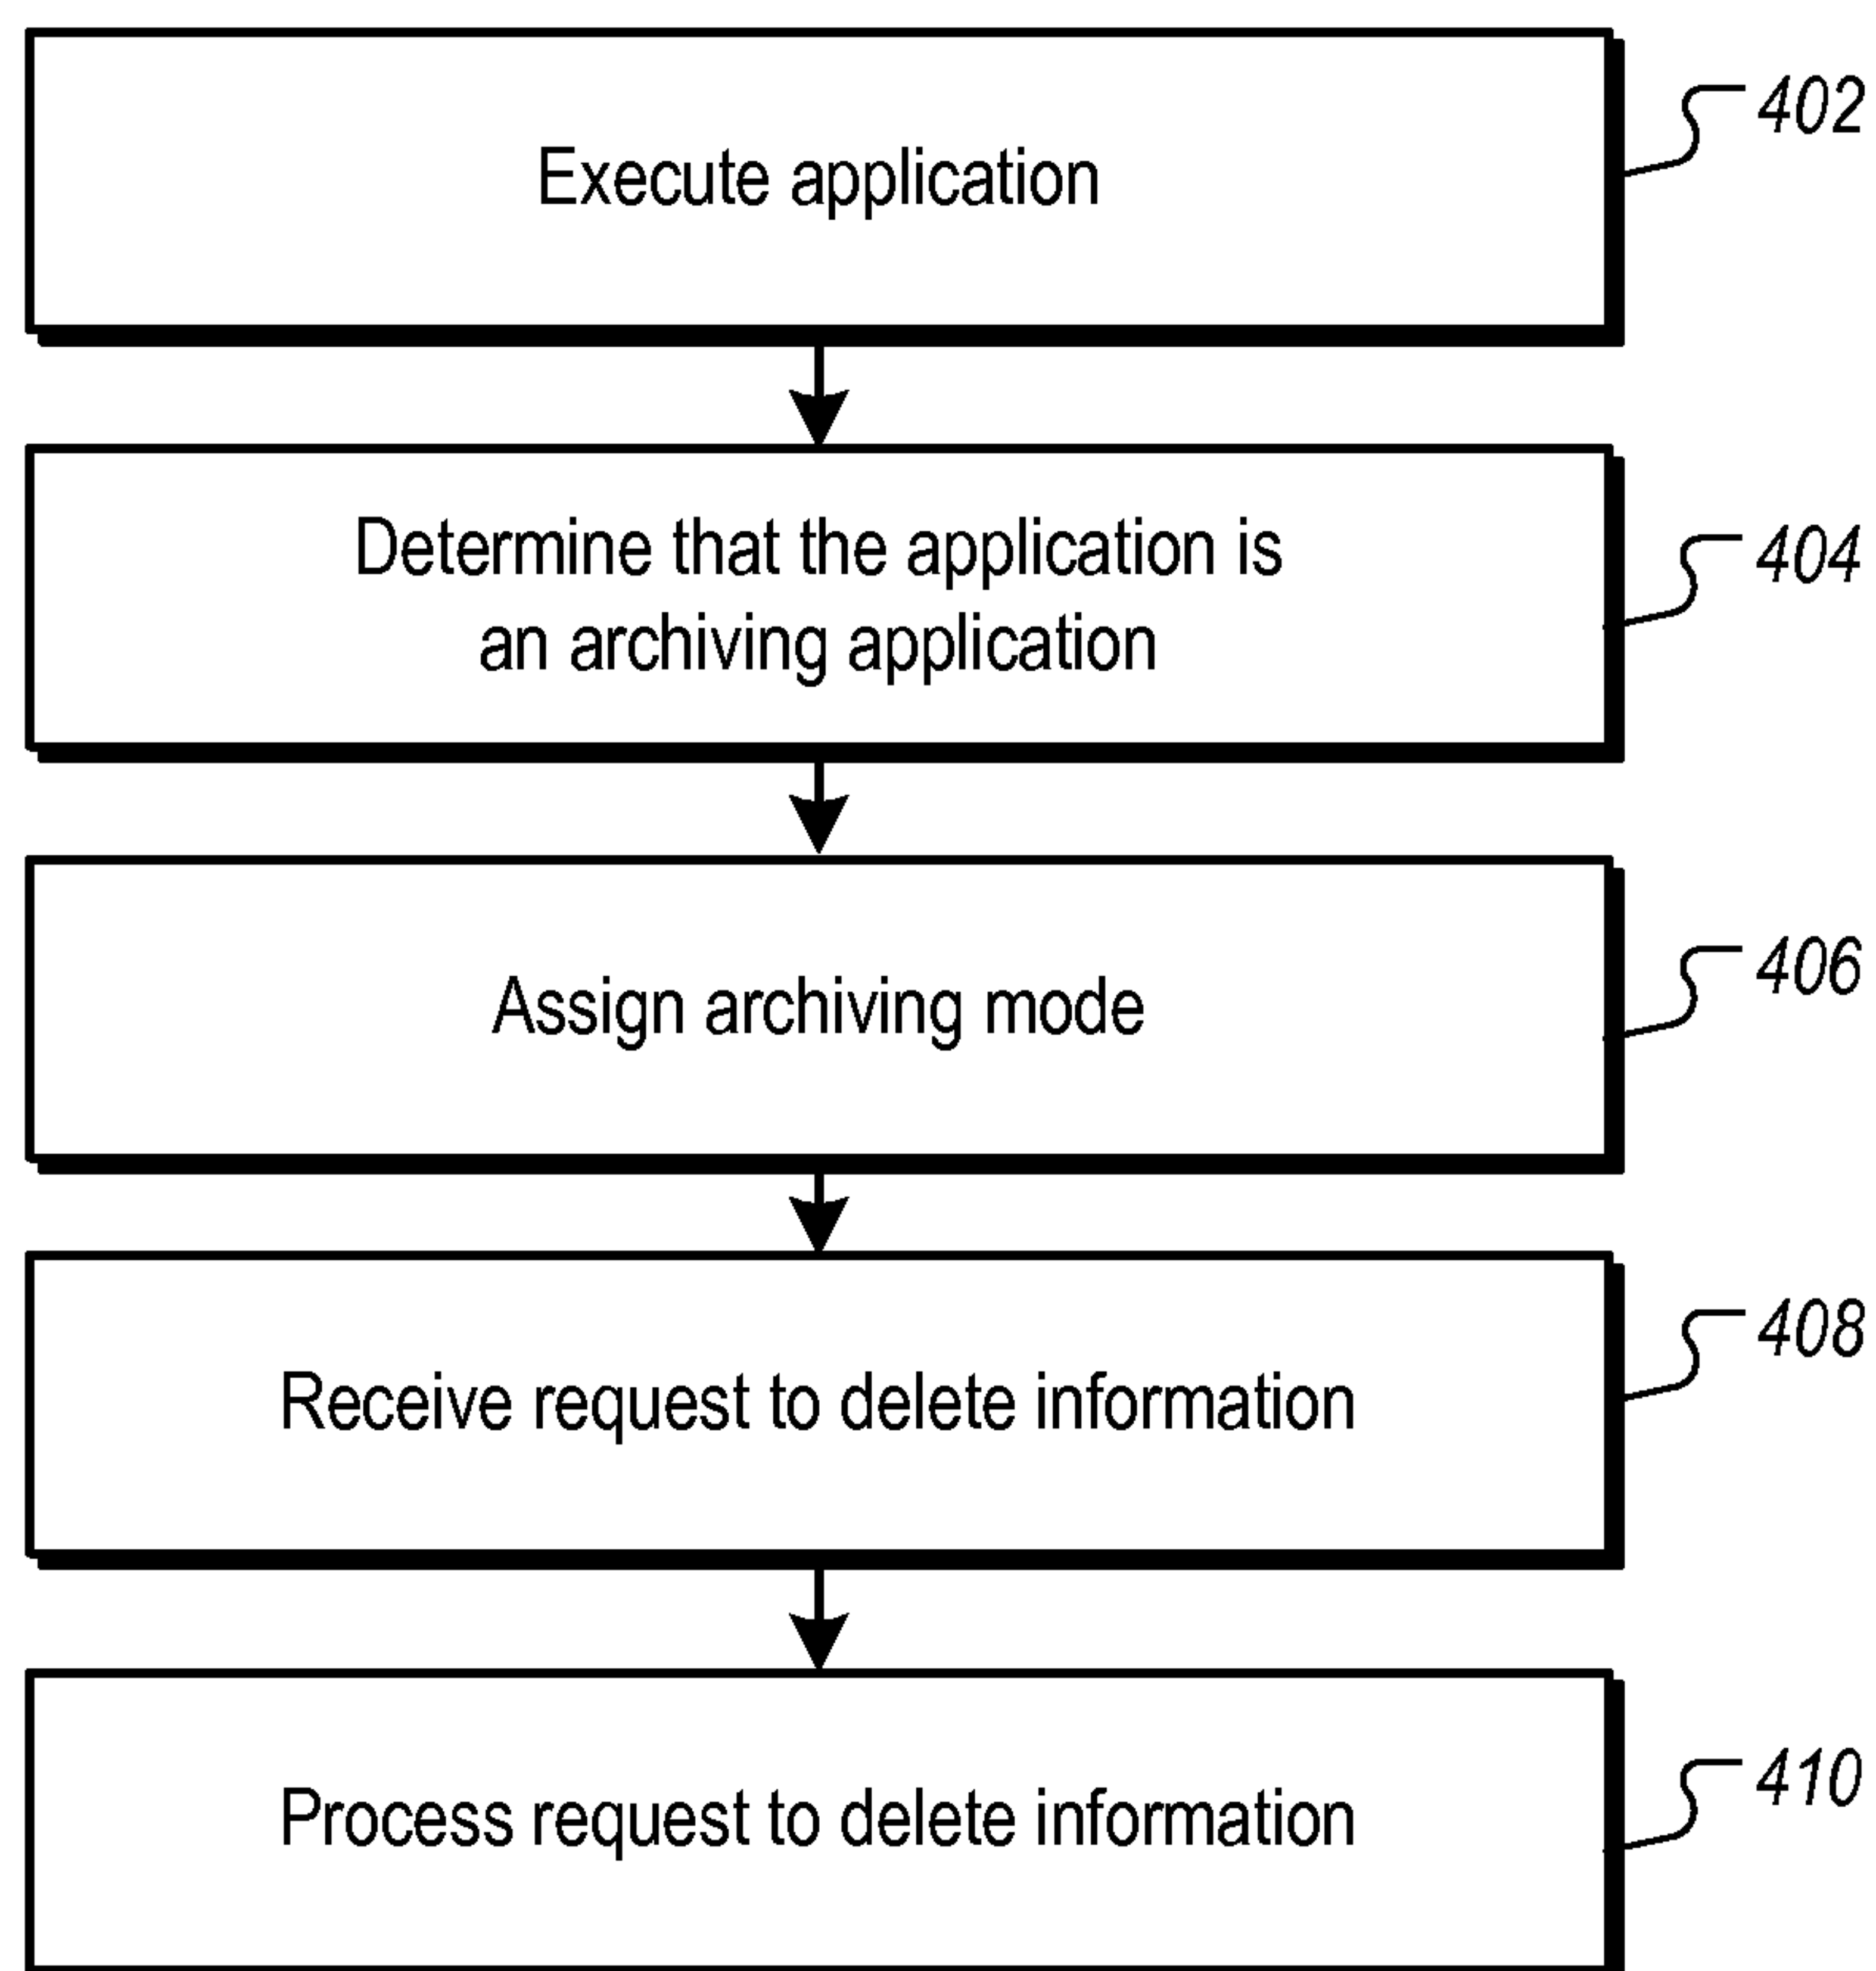 Execute application
402
Determine that the application is
an archiving application
404
Assign archiving mode
406
Receive request to delete information
408
Process request to delete information
410